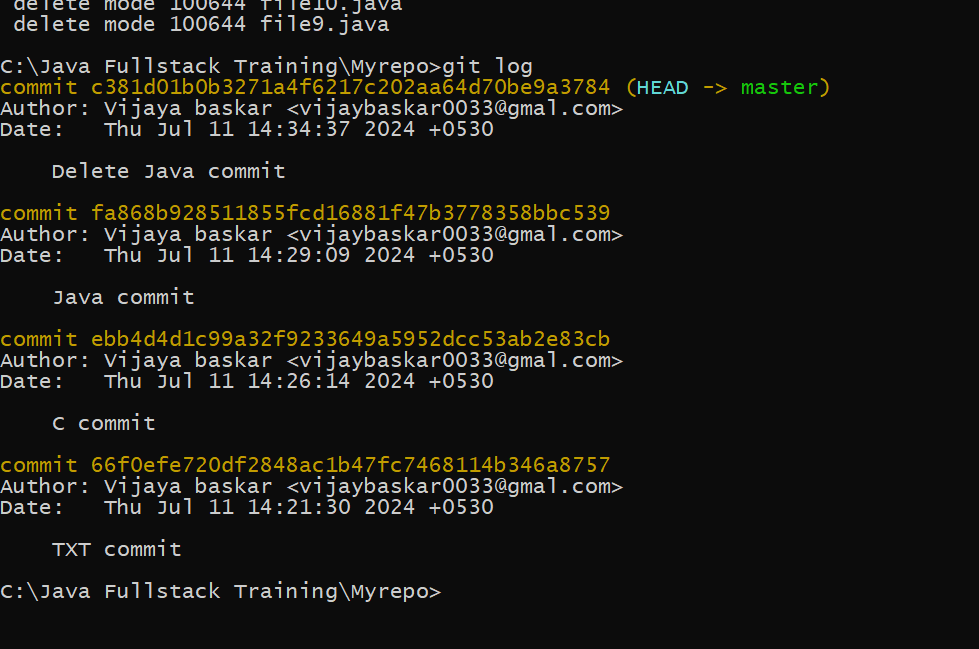 delete mode 100644 file10.java
delete mode 100644 file9.java
C:\Java Fullstack Training\Myrepo>git log
commit c381d01b0b3271a4f6217c202aa64d70be9a3784 (HEAD -> master)
Author: Vijaya baskar <vijaybaskar0033@gmal.com>
Date:   Thu Jul 11 14:34:37 2024 +0530
Delete Java commit
commit fa868b928511855fcd16881f47b3778358bbc539
Author: Vijaya baskar <vijaybaskar0033@gmal.com>
Date:   Thu Jul 11 14:29:09 2024 +0530
Java commit
commit ebb4d4d1c99a32f9233649a5952dcc53ab2e83cb
Author: Vijaya baskar <vijaybaskar0033@gmal.com>
Date:   Thu Jul 11 14:26:14 2024 +0530
C commit
commit 66f0efe720df2848ac1b47fc7468114b346a8757
Author: Vijaya baskar <vijaybaskar0033@gmal.com>
Date:   Thu Jul 11 14:21:30 2024 +0530
TXT commit
C:\Java Fullstack Training\Myrepo>